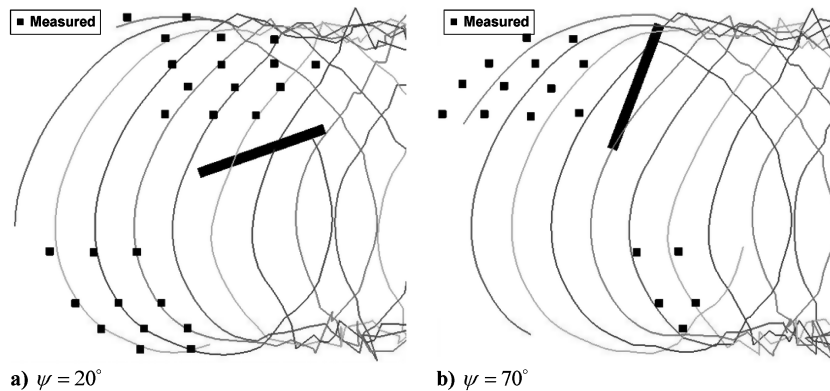 Measured
Measured
a) ψ = 20°
b) ψ = 70°